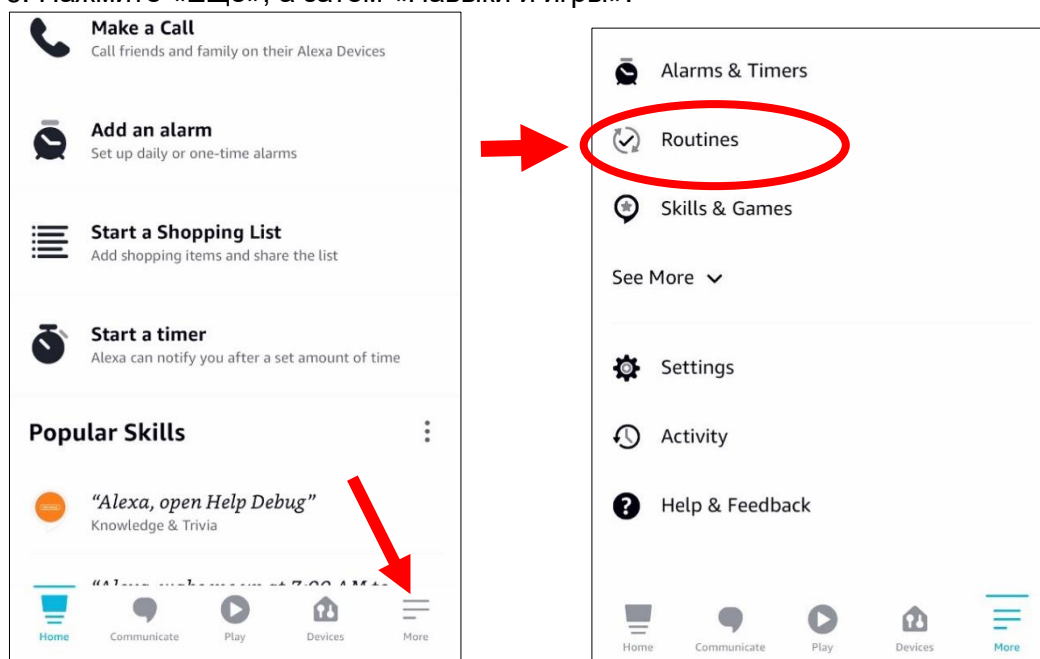 Make a Call
Call friends and family on their Alexa Devices
Add an alarm
Set up daily or one-time alarms
Start a Shopping List
Add shopping items and share the list
Start a timer
Alexa can notify you after a set amount of time
Popular Skills
“Alexa, open Help Debug”
Knowledge & Trivia
Home Communicate Play Devices More
Alarms & Timers
Routines
Skills & Games
See More
Settings
Activity
Help & Feedback
Home Communicate Play Devices More